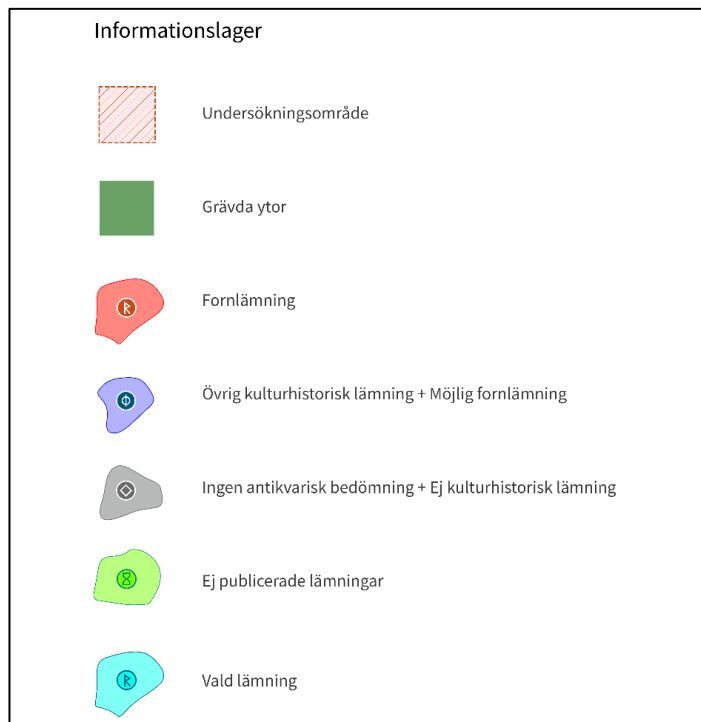 Informationslager
Undersökningsområde
Grävda ytor
Fornlämning
Övrig kulturhistorisk lämning + Möjlig fornlämning
Ingen antikvarisk bedömning + Ej kulturhistorisk lämning
Ej publicerade lämningar
Vald lämning